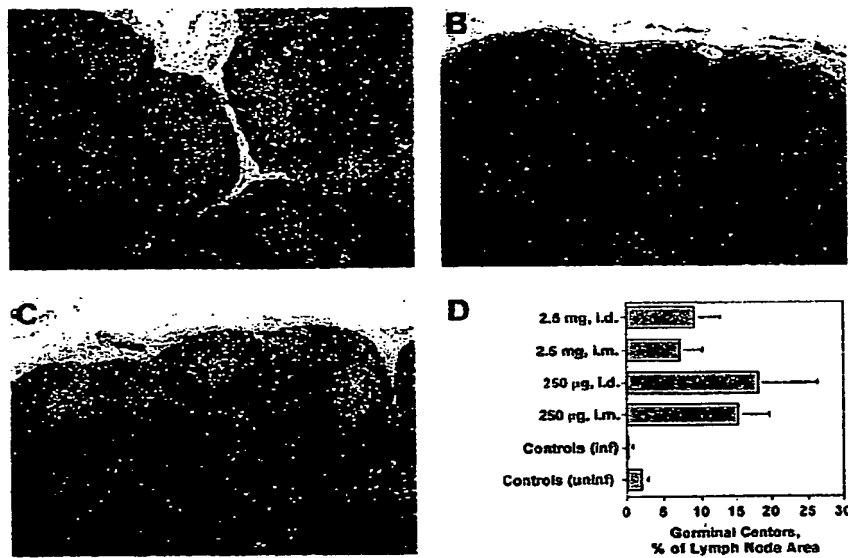 B
C
D
2.5 mg, i.d.
2.5 mg, i.m.
250 µg, i.d.
250 µg, i.m.
Controls (inf)
Controls (uninf)
0 5 10 15 20 25 30
Germinal Centers,
% of Lymph Node Area